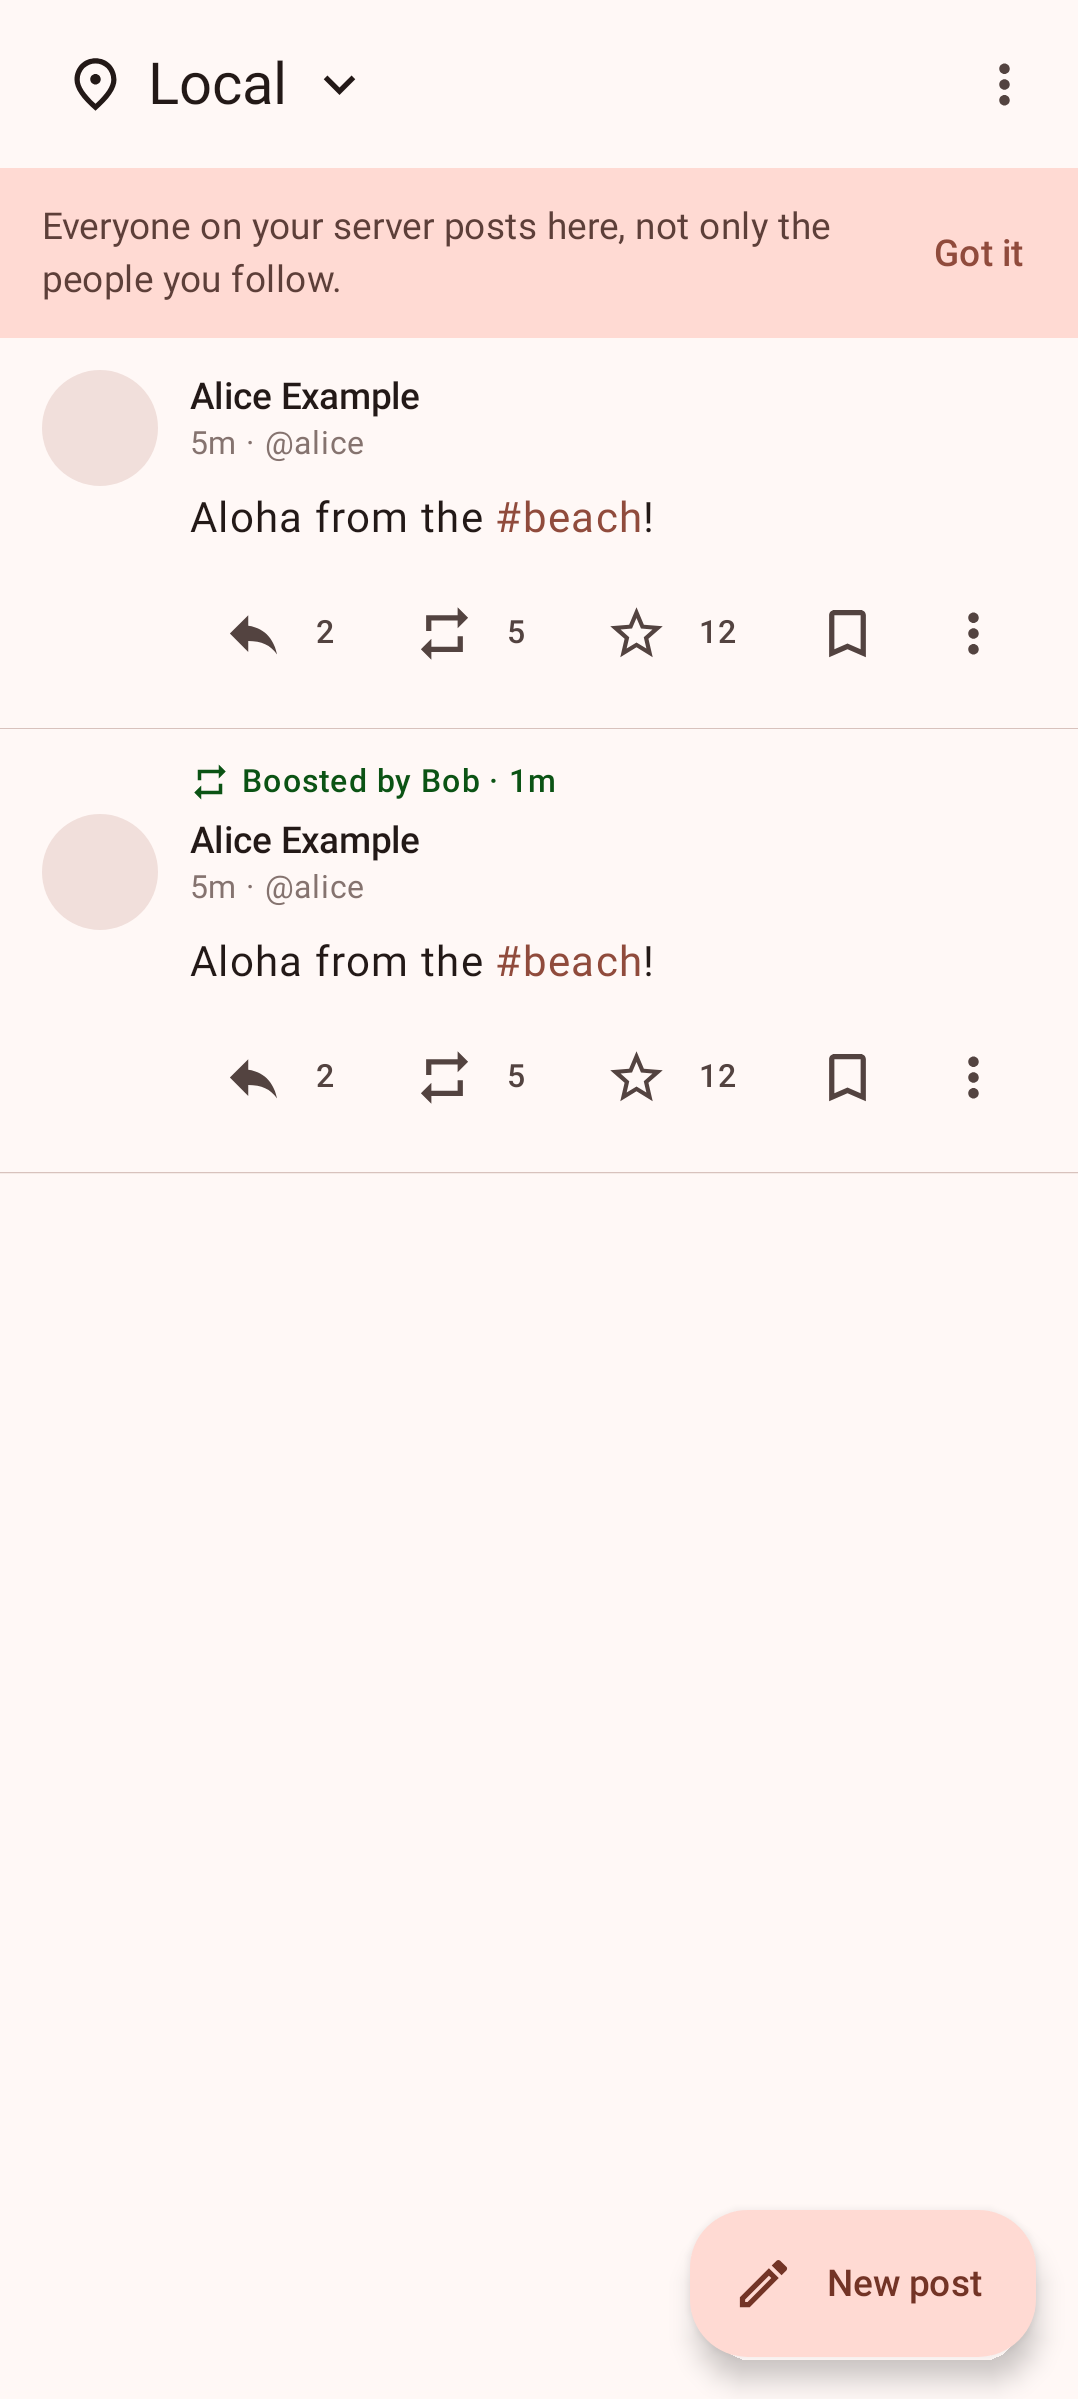 Local
Everyone on your server posts here, not only the
people you follow.
Got it
Alice Example
5m · @alice
Aloha from the #beach!
2 5 12
Boosted by Bob · 1m
Alice Example
5m · @alice
Aloha from the #beach!
2 5 12
New post